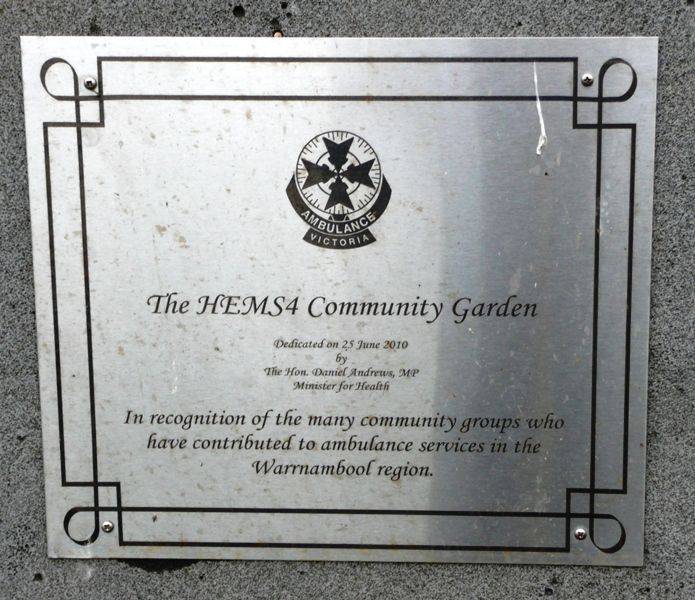 AMBULANCE
VICTORIA
The HEMS4 Community Garden
Dedicated on 25 June 2010
by
The Hon. Daniel Andrews, MP
Minister for Health
In recognition of the many community groups who
have contributed to ambulance services in the
Warrnambool region.